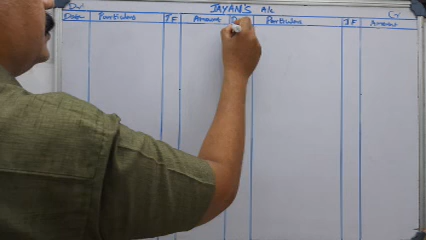 Dr JAYAN'S A/c Cr
Date Particulars J F Amount Particulars J F Amount